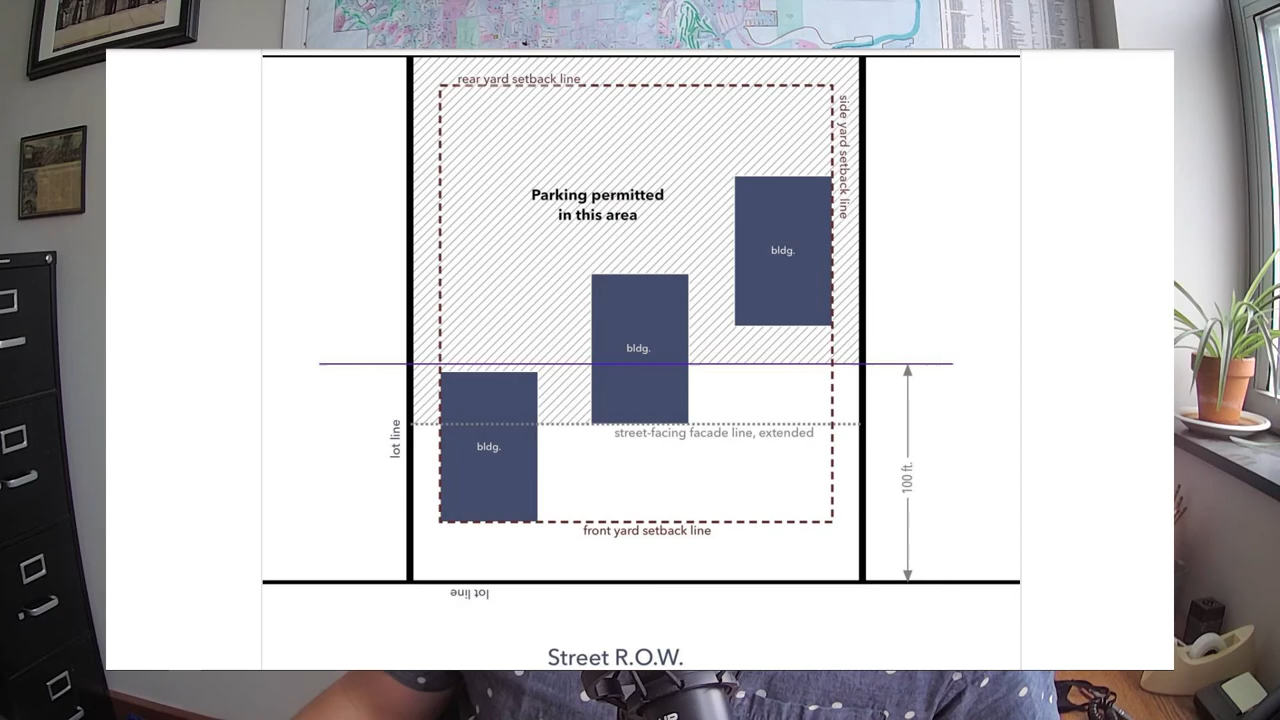 rear yard setback line
side yard setback line
Parking permitted
in this area
bldg.
bldg.
bldg.
street-facing facade line, extended
lot line
100 ft.
front yard setback line
lot line
Street R.O.W.